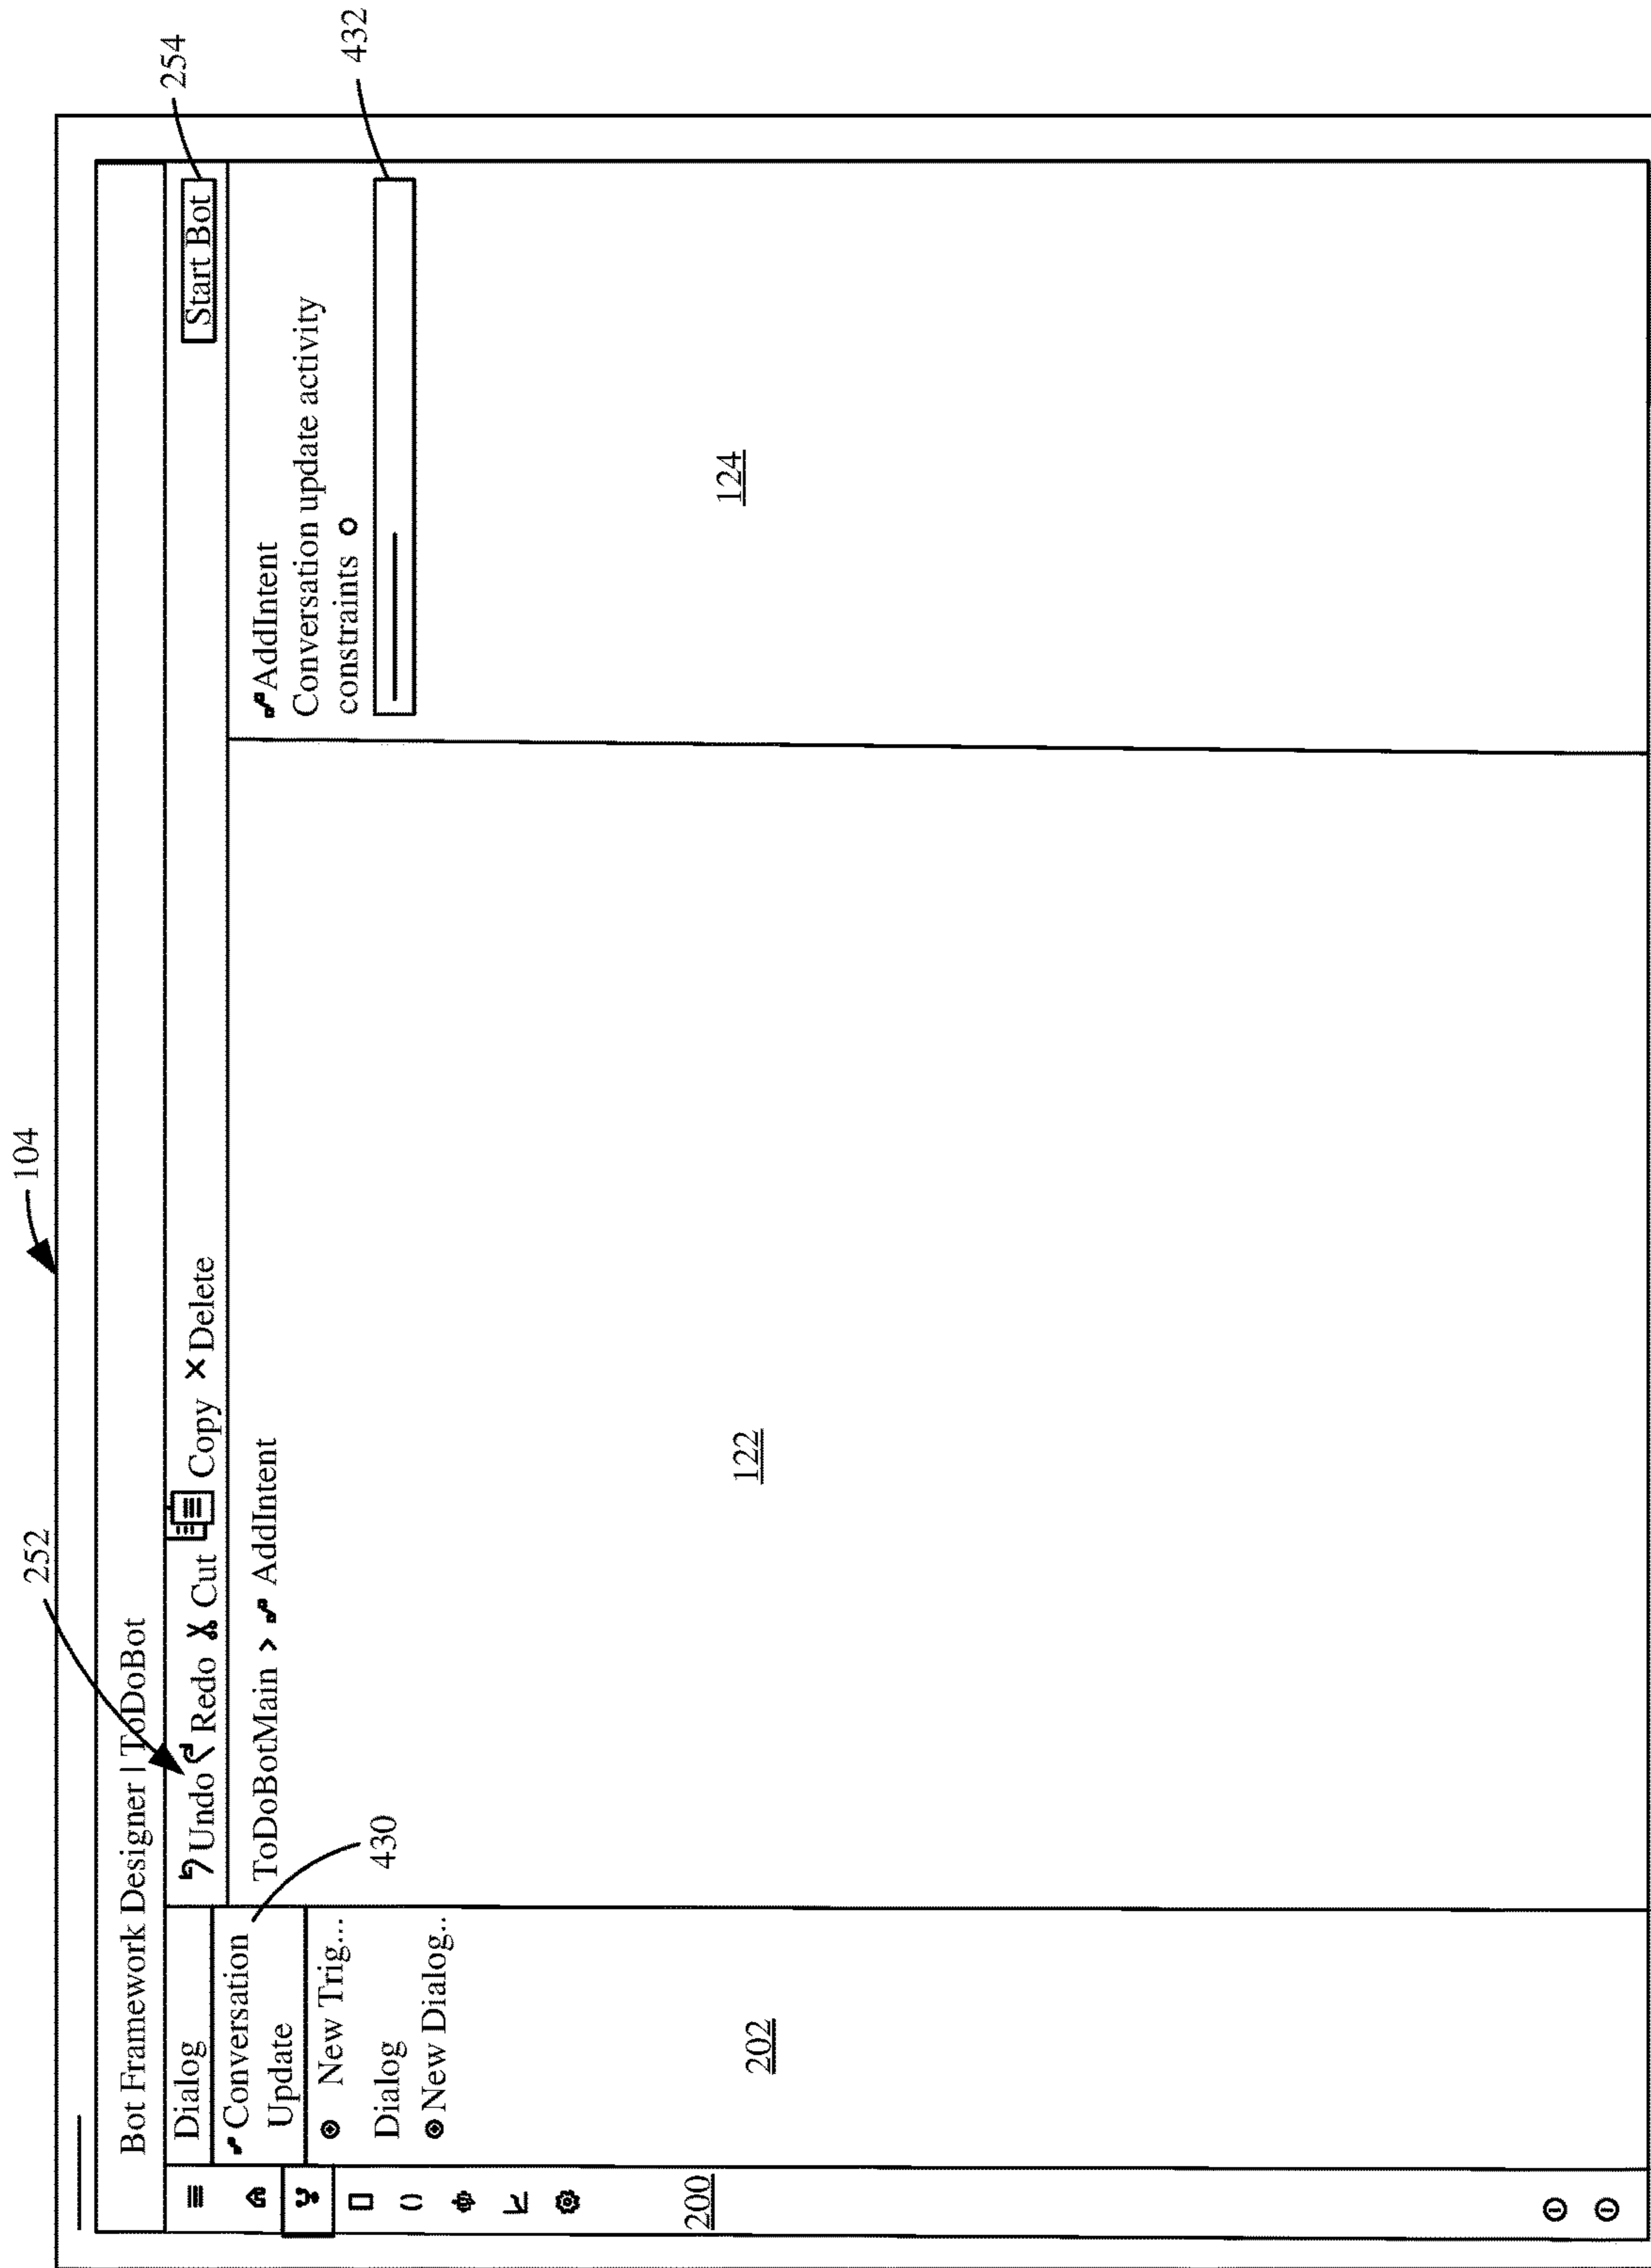 104
252
254
432
Bot Framework Designer | ToDoBot
Undo Redo Cut Copy Delete
Start Bot
Dialog
Conversation
Update
430
New Trig...
Dialog
New Dialog..
ToDoBotMain > AddIntent
AddIntent
Conversation update activity
constraints
200
202
122
124